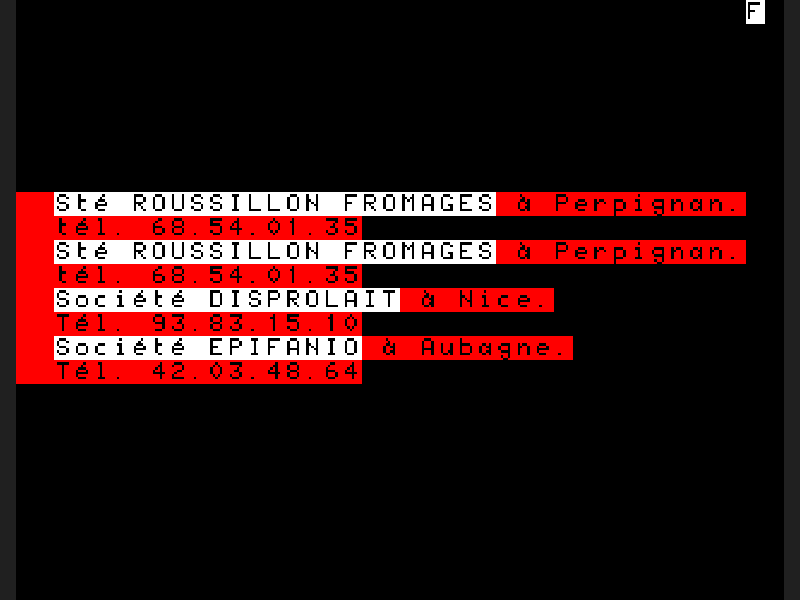 F
Sté ROUSSILLON FROMAGES à Perpignan.
tél. 68.54.01.35
Sté ROUSSILLON FROMAGES à Perpignan.
tél. 68.54.01.35
Société DISPROLAIT à Nice.
Tél. 93.83.15.10
Société EPIFANIO à Aubagne.
Tél. 42.03.48.64